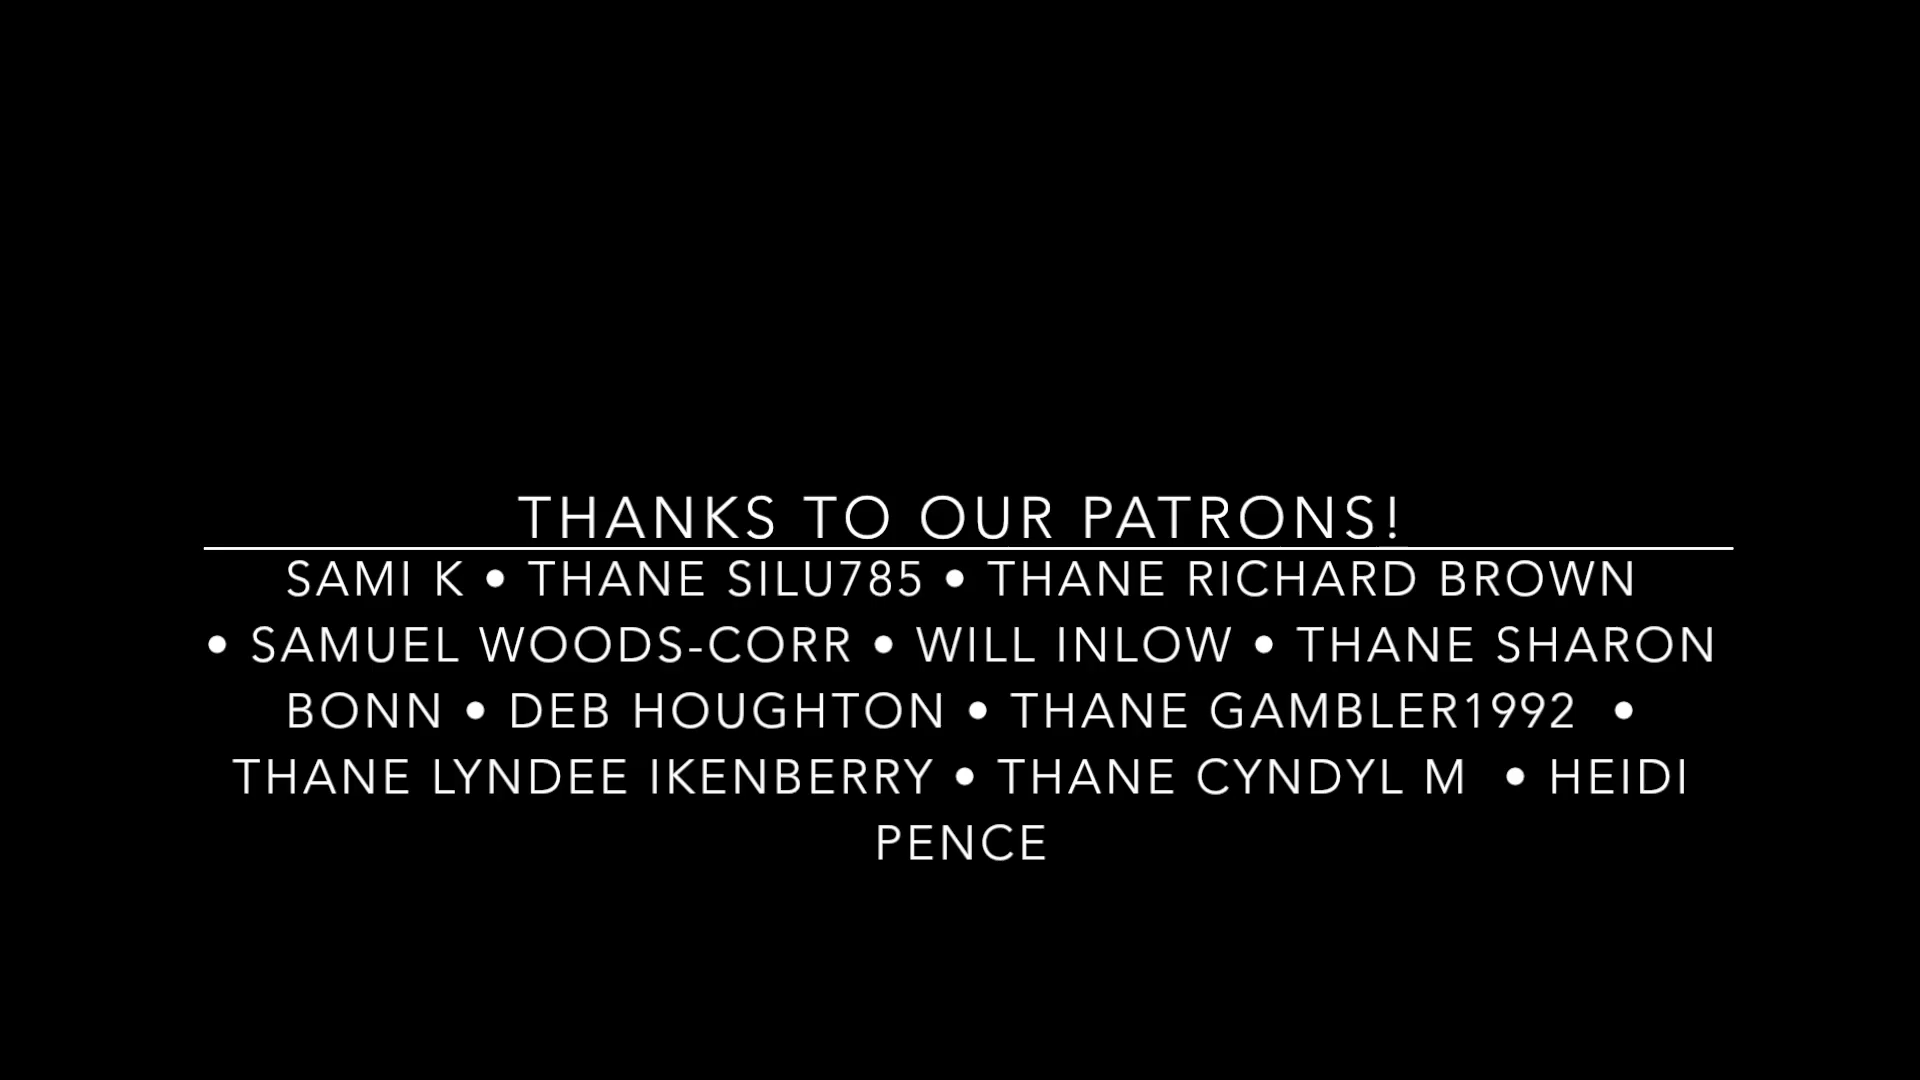 THANKS TO OUR PATRONS!
SAMI K • THANE SILU785 • THANE RICHARD BROWN
• SAMUEL WOODS-CORR • WILL INLOW • THANE SHARON
BONN • DEB HOUGHTON • THANE GAMBLER1992 •
THANE LYNDEE IKENBERRY • THANE CYNDYL M • HEIDI
PENCE